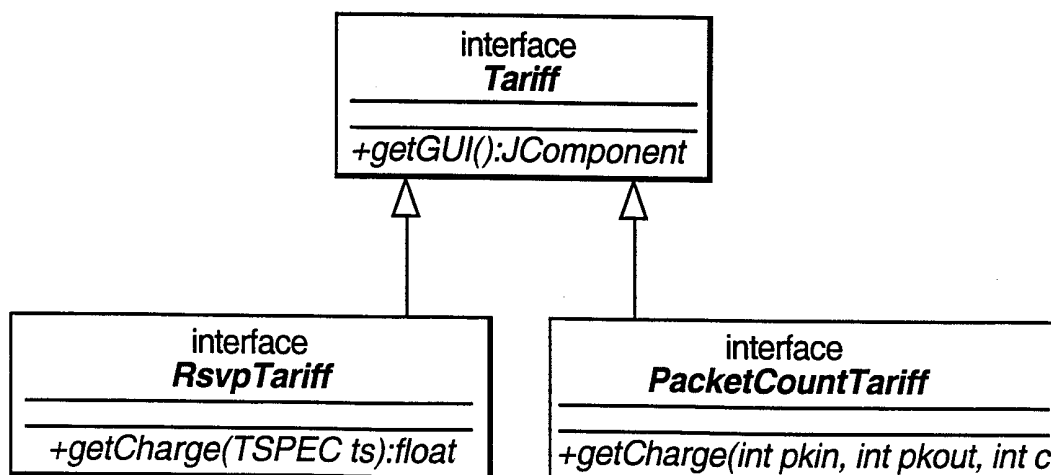 interface
Tariff
+getGUI():JComponent
interface
RsvpTariff
+getCharge(TSPEC ts):float
interface
PacketCountTariff
+getCharge(int pkin, int pkout, int c